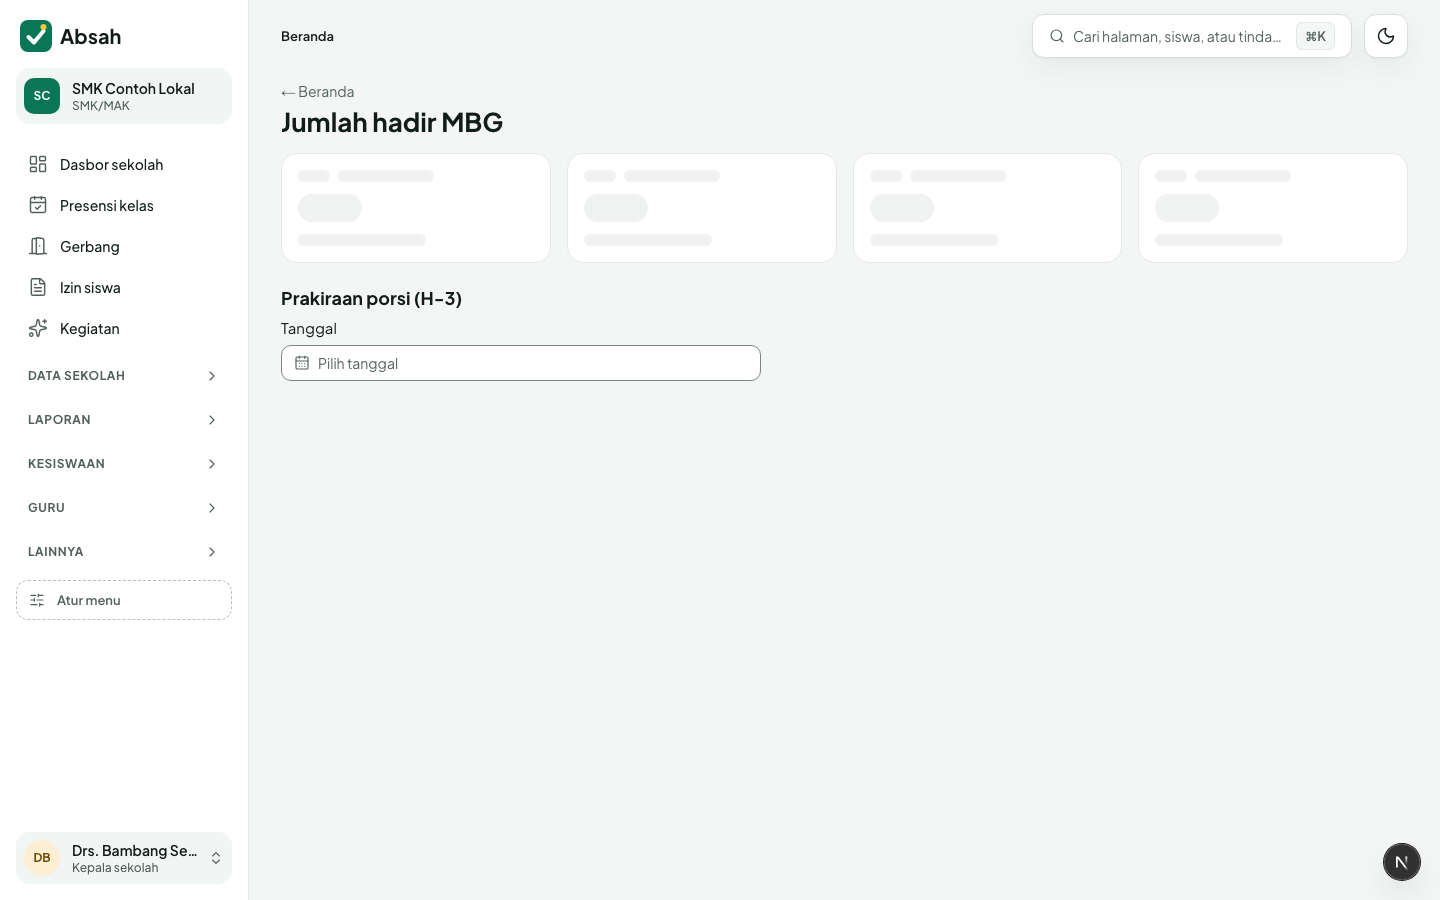 Absah
SC
SMK Contoh Lokal
SMK/MAK
Dasbor sekolah
Presensi kelas
Gerbang
Izin siswa
Kegiatan
DATA SEKOLAH
LAPORAN
KESISWAAN
GURU
LAINNYA
Atur menu
DB
Drs. Bambang Se...
Kepala sekolah
Beranda
Cari halaman, siswa, atau tinda...
⌘K
← Beranda
Jumlah hadir MBG
Prakiraan porsi (H-3)
Tanggal
Pilih tanggal
N